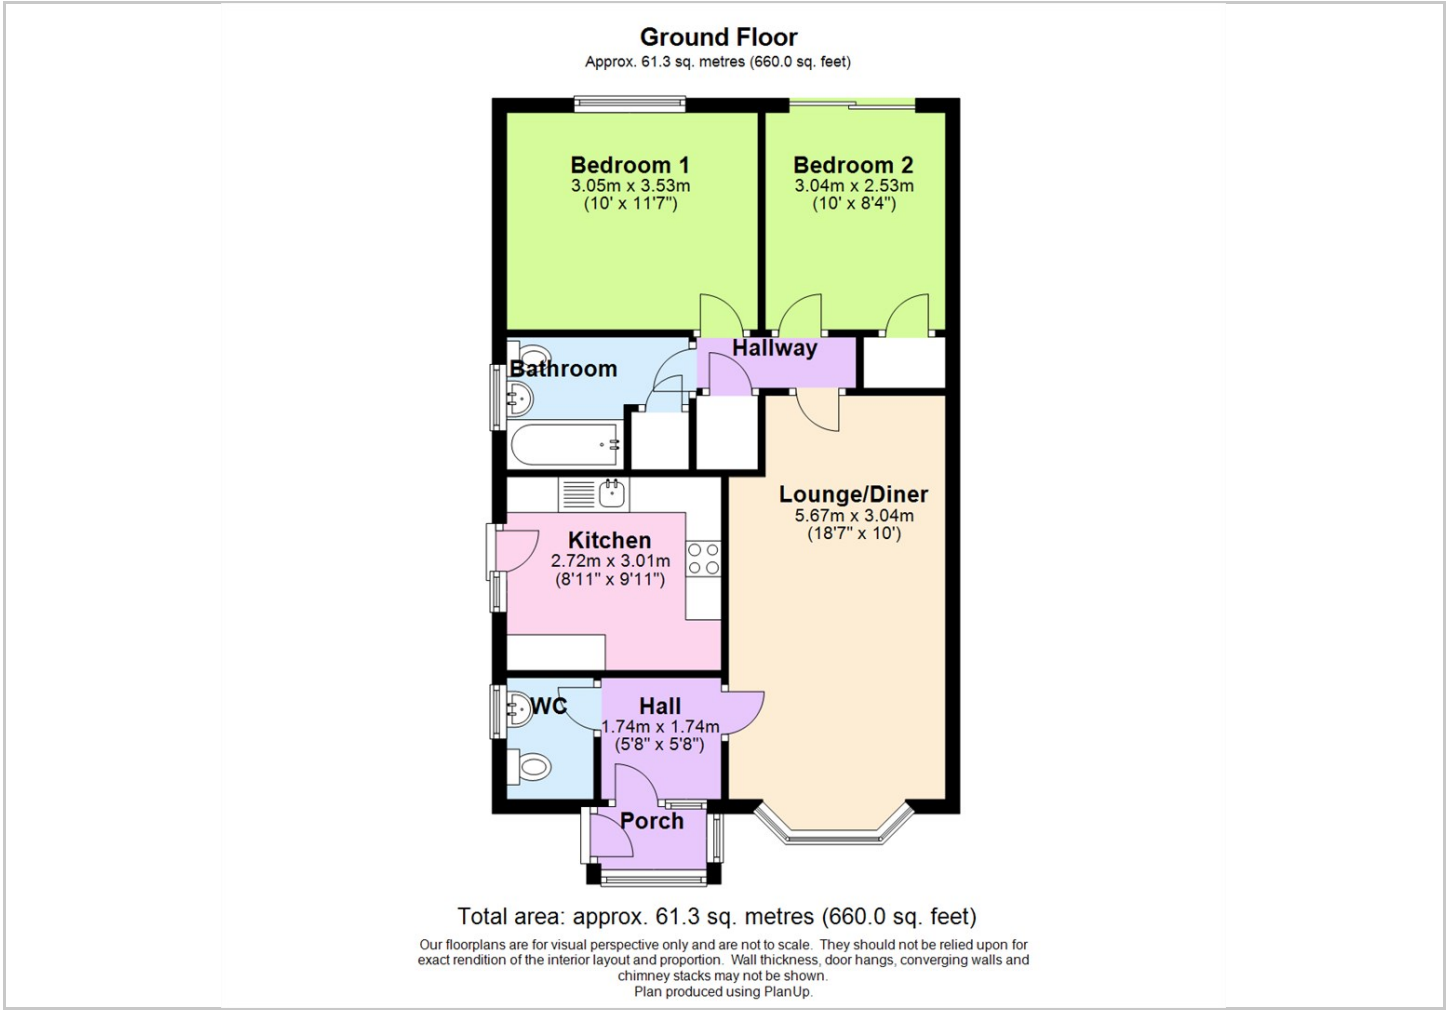 Ground Floor
Approx. 61.3 sq. metres (660.0 sq. feet)
Bedroom 1
3.05m x 3.53m
(10' x 11'7")
Bedroom 2
3.04m x 2.53m
(10' x 8'4")
Hallway
Bathroom
Lounge/Diner
5.67m x 3.04m
(18'7" x 10')
Kitchen
2.72m x 3.01m
(8'11" x 9'11")
WC
Hall
1.74m x 1.74m
(5'8" x 5'8")
Porch
Total area: approx. 61.3 sq. metres (660.0 sq. feet)
Our floorplans are for visual perspective only and are not to scale. They should not be relied upon for
exact rendition of the interior layout and proportion. Wall thickness, door hangs, converging walls and
chimney stacks may not be shown.
Plan produced using PlanUp.